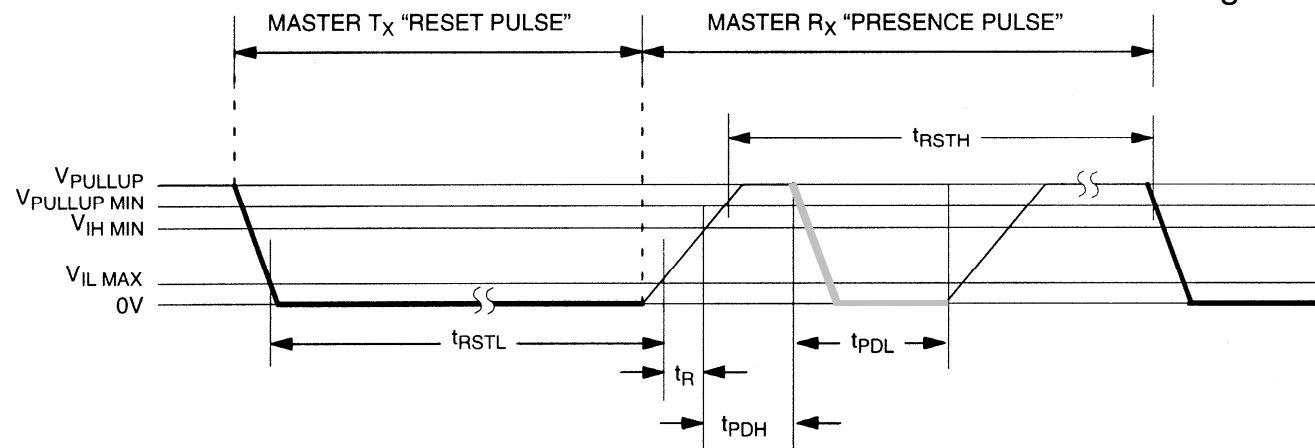 MASTER TX “RESET PULSE”
MASTER RX “PRESENCE PULSE”
tRSTH
VPULLUP
VPULLUP MIN
VIH MIN
VIL MAX
0V
tRSTL
tPDL
tR
tPDH